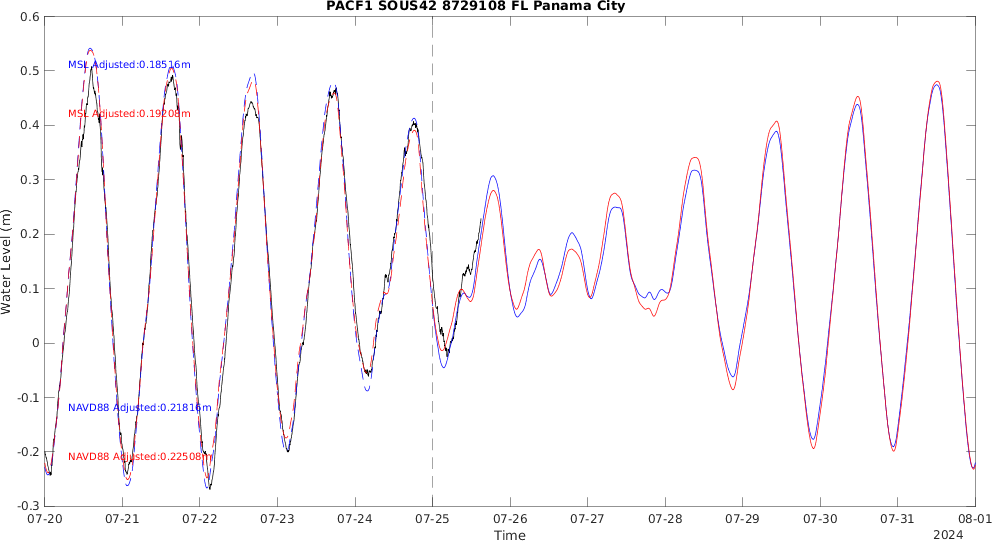 PACF1 SOUS42 8729108 FL Panama City
0.6
0.5
0.4
0.3
0.2
0.1
0
-0.1
-0.2
-0.3
Water Level (m)
MSL Adjusted:0.18516m
MSL Adjusted:0.19208m
NAVD88 Adjusted:0.21816m
NAVD88 Adjusted:0.22508m
07-20 07-21 07-22 07-23 07-24 07-25 07-26 07-27 07-28 07-29 07-30 07-31 08-01
Time
2024